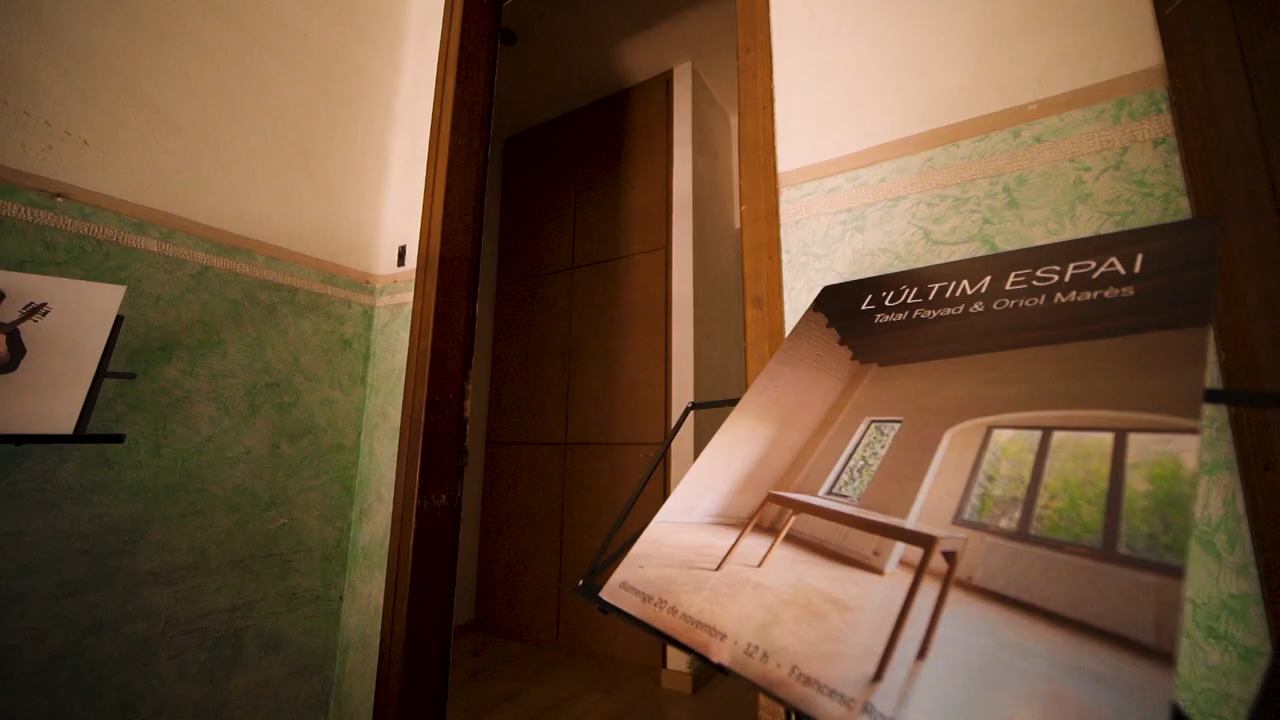 L'ÚLTIM ESPAI
Talal Fayad & Oriol Marès
diumenge 20 de novembre · 12 h · Francesc